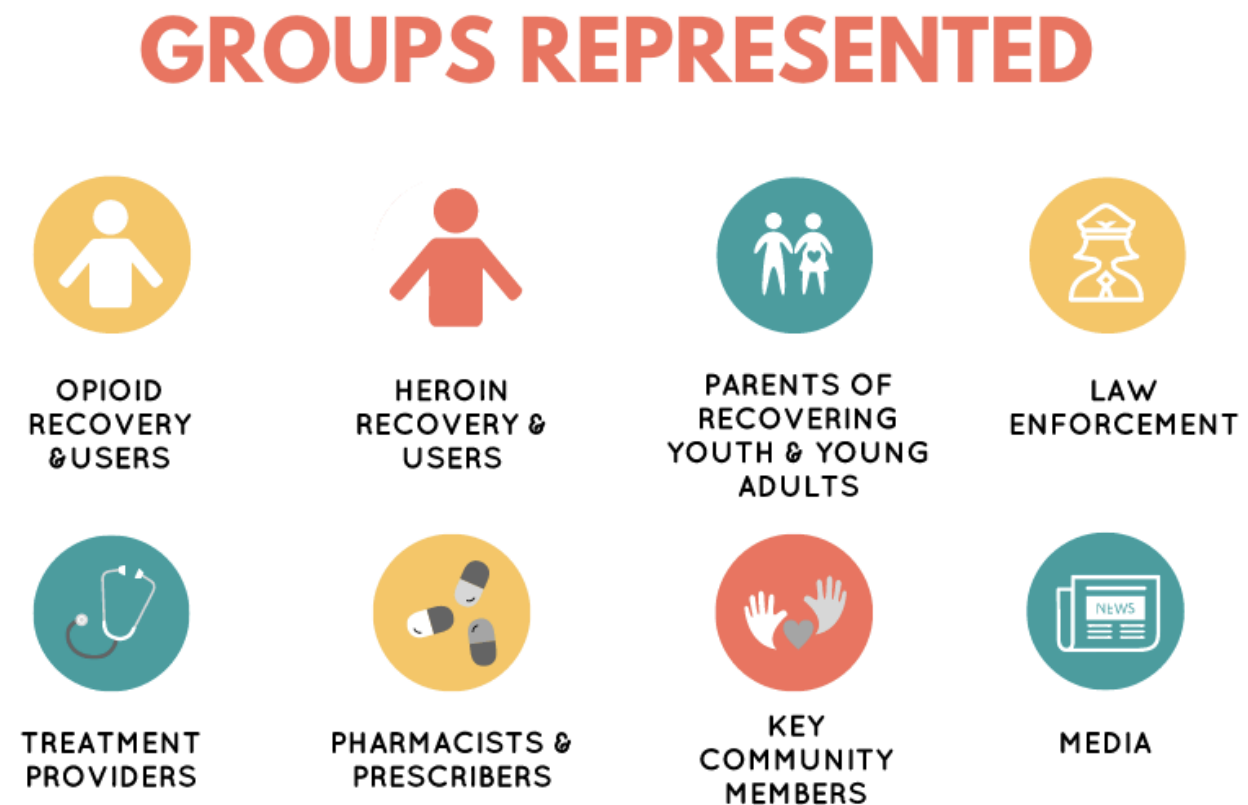 GROUPS REPRESENTED
OPIOID
RECOVERY
&USERS
HEROIN
RECOVERY &
USERS
PARENTS OF
RECOVERING
YOUTH & YOUNG
ADULTS
LAW
ENFORCEMENT
TREATMENT
PROVIDERS
PHARMACISTS &
PRESCRIBERS
KEY
COMMUNITY
MEMBERS
NEWS
MEDIA